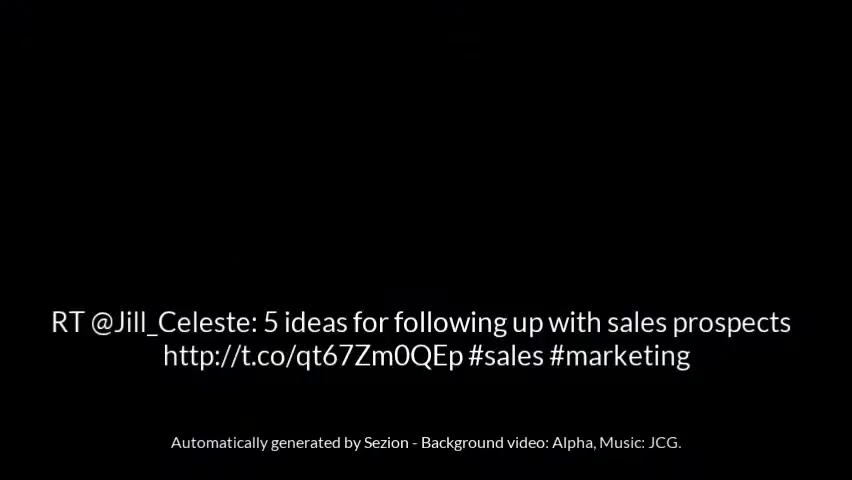 RT @Jill_Celeste: 5 ideas for following up with sales prospects
http://t.co/qt67Zm0QEp #sales #marketing
Automatically generated by Sezion - Background video: Alpha, Music: JCG.